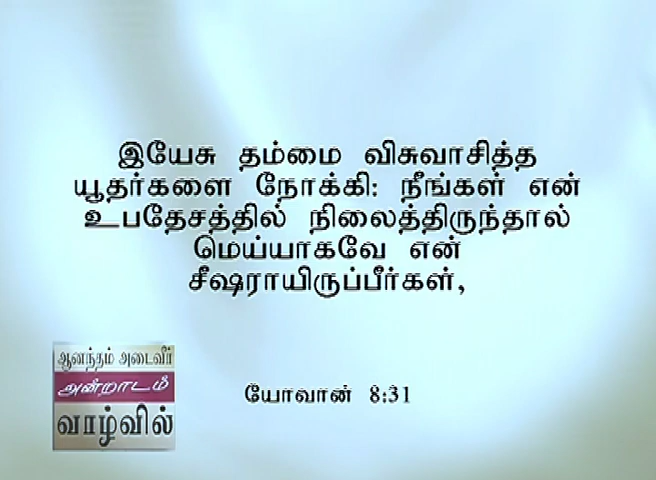 இயேசு தம்மை விசுவாசித்த
யூதர்களை நோக்கி: நீங்கள் என்
உபதேசத்தில் நிலைத்திருந்தால்
மெய்யாகவே என்
சீஷராயிருப்பீர்கள்,
ஆனந்தம் அடைவீர்
அன்றாடம்
வாழ்வில்
யோவான் 8:31